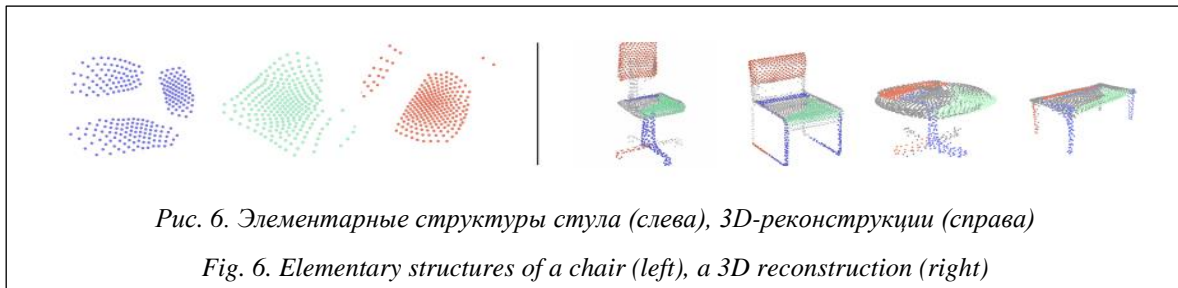 Рис. 6. Элементарные структуры стула (слева), 3D-реконструкции (справа)
Fig. 6. Elementary structures of a chair (left), a 3D reconstruction (right)